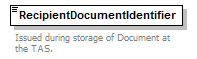 RecipientDocumentIdentifier
Issued during storage of Document at
the TAS.